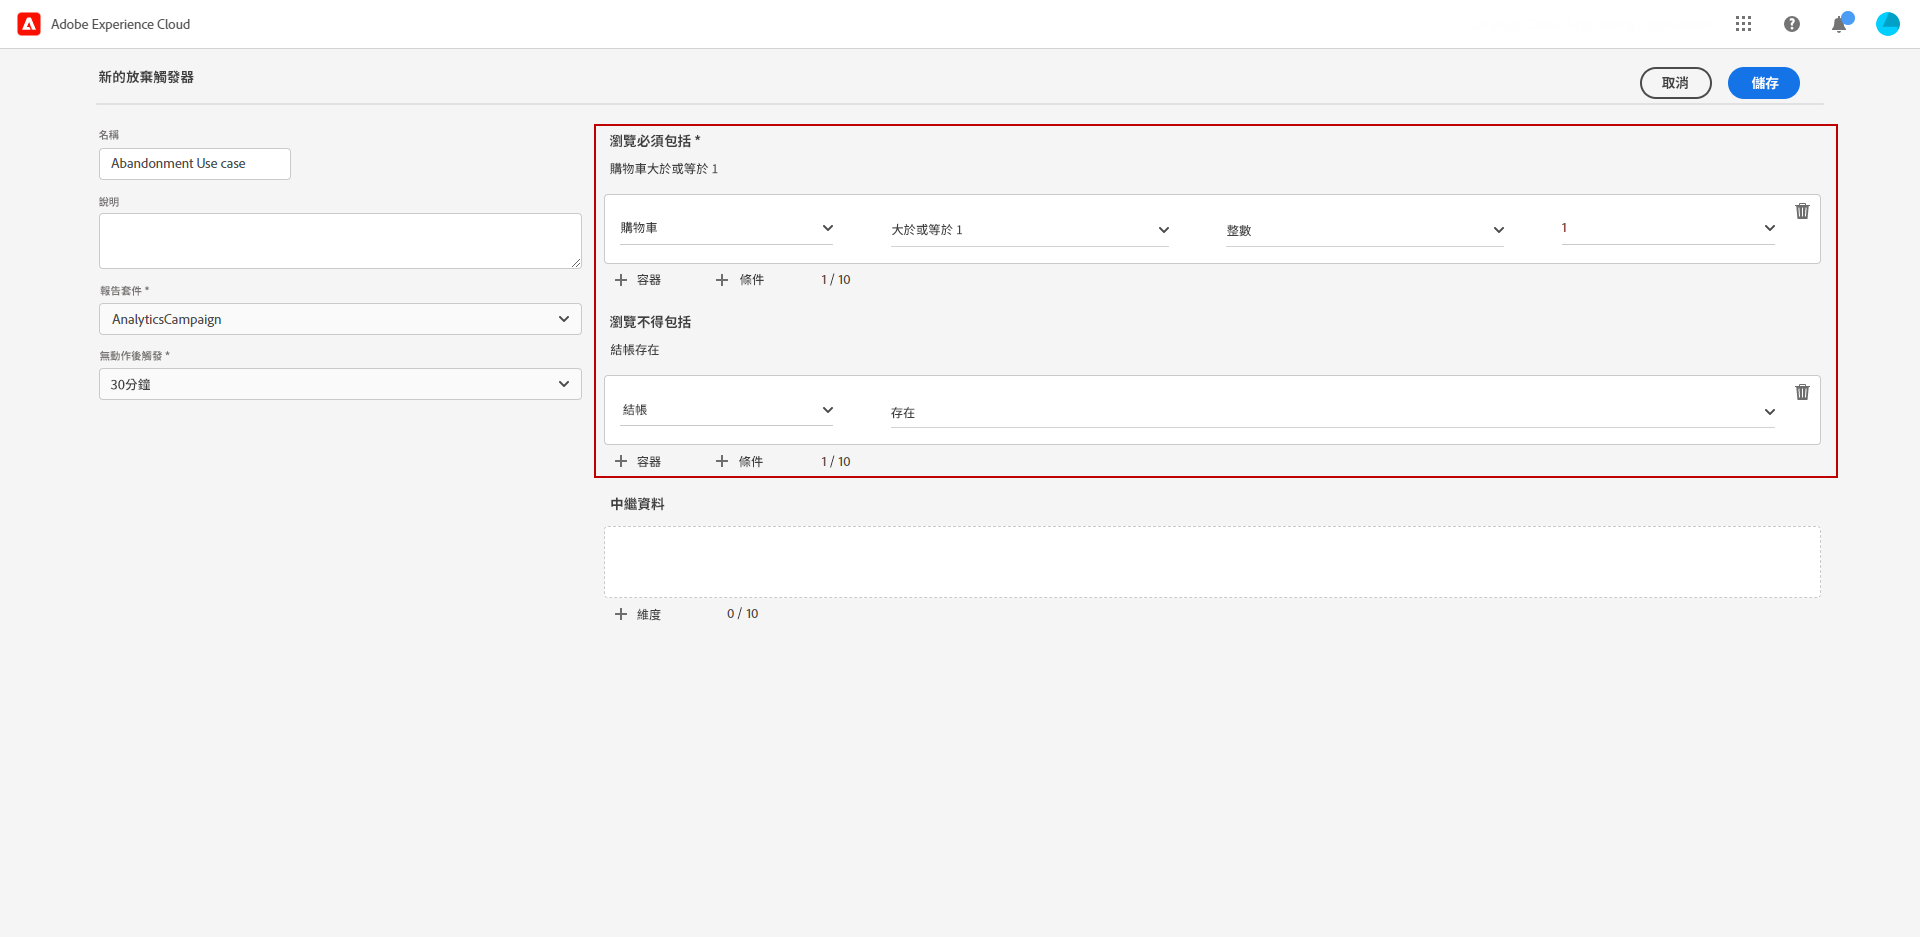 Adobe Experience Cloud
新的放棄觸發器
取消
儲存
名稱
Abandonment Use case
說明
報告套件 *
AnalyticsCampaign
無動作後觸發 *
30分鐘
瀏覽必須包括 *
購物車大於或等於 1
購物車
大於或等於 1
整數
1
容器
條件
1 / 10
瀏覽不得包括
結帳存在
結帳
存在
容器
條件
1 / 10
中繼資料
維度
0 / 10